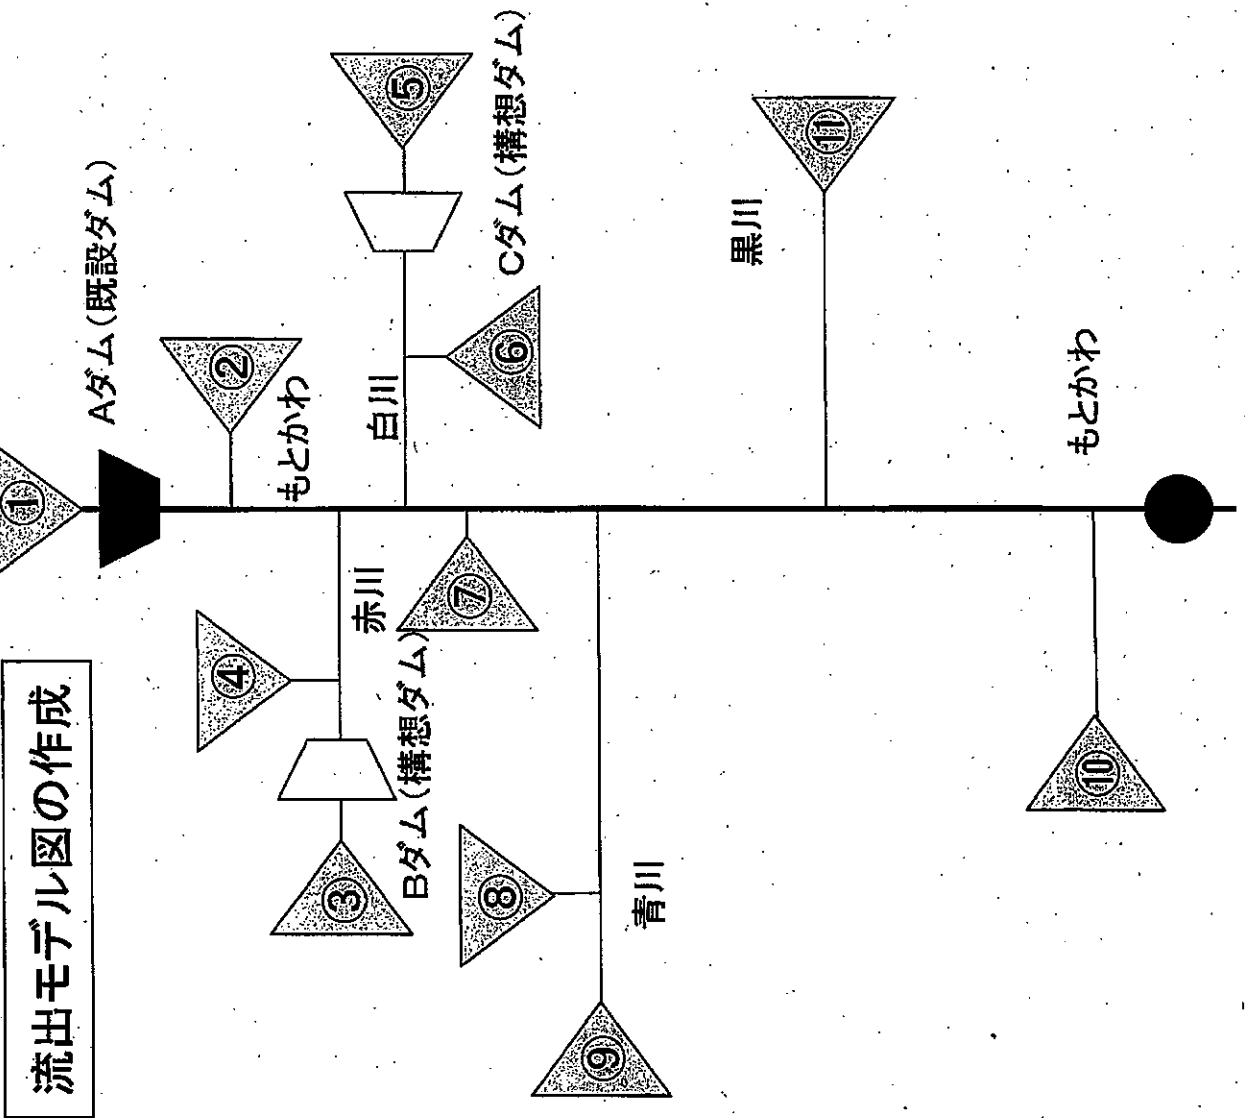 流出モデル図の作成
①
Aダム(既設ダム)
②
もとかわ
③
④
赤川
Bダム(構想ダム)
⑤
Cダム(構想ダム)
⑥
白川
⑦
⑧
⑨
青川
黒川
⑪
⑩
もとかわ